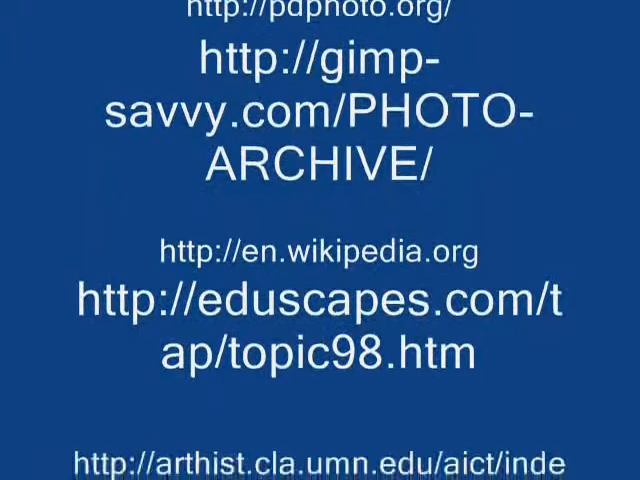 http://pdphoto.org/
http://gimp-
savvy.com/PHOTO-
ARCHIVE/
http://en.wikipedia.org
http://eduscapes.com/t
ap/topic98.htm
http://arthist.cla.umn.edu/aict/inde